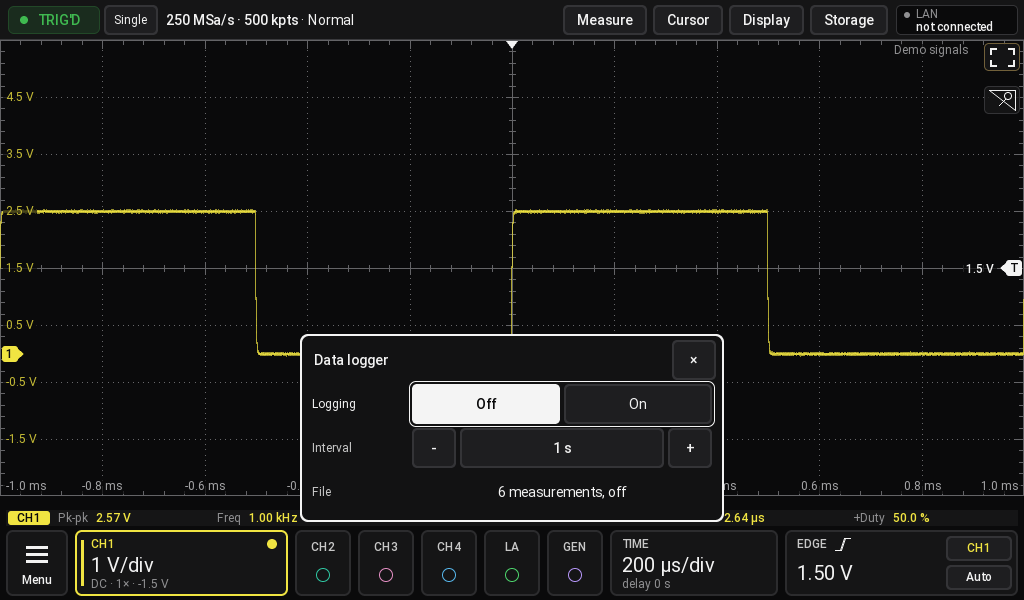 TRIG'D
Single
250 MSa/s · 500 kpts · Normal
Measure
Cursor
Display
Storage
LAN
not connected
Demo signals
4.5 V
3.5 V
2.5 V
1.5 V
1.5 V
T
0.5 V
1
-0.5 V
-1.5 V
-1.0 ms
-0.8 ms
-0.6 ms
0.6 ms
0.8 ms
1.0 ms
Data logger
×
Logging
Off
On
Interval
-
1 s
+
File
6 measurements, off
CH1
Pk-pk
2.57 V
Freq
1.00 kHz
2.64 µs
+Duty
50.0 %
Menu
CH1
1 V/div
DC · 1× · -1.5 V
CH2
CH3
CH4
LA
GEN
TIME
200 µs/div
delay 0 s
EDGE
1.50 V
CH1
Auto